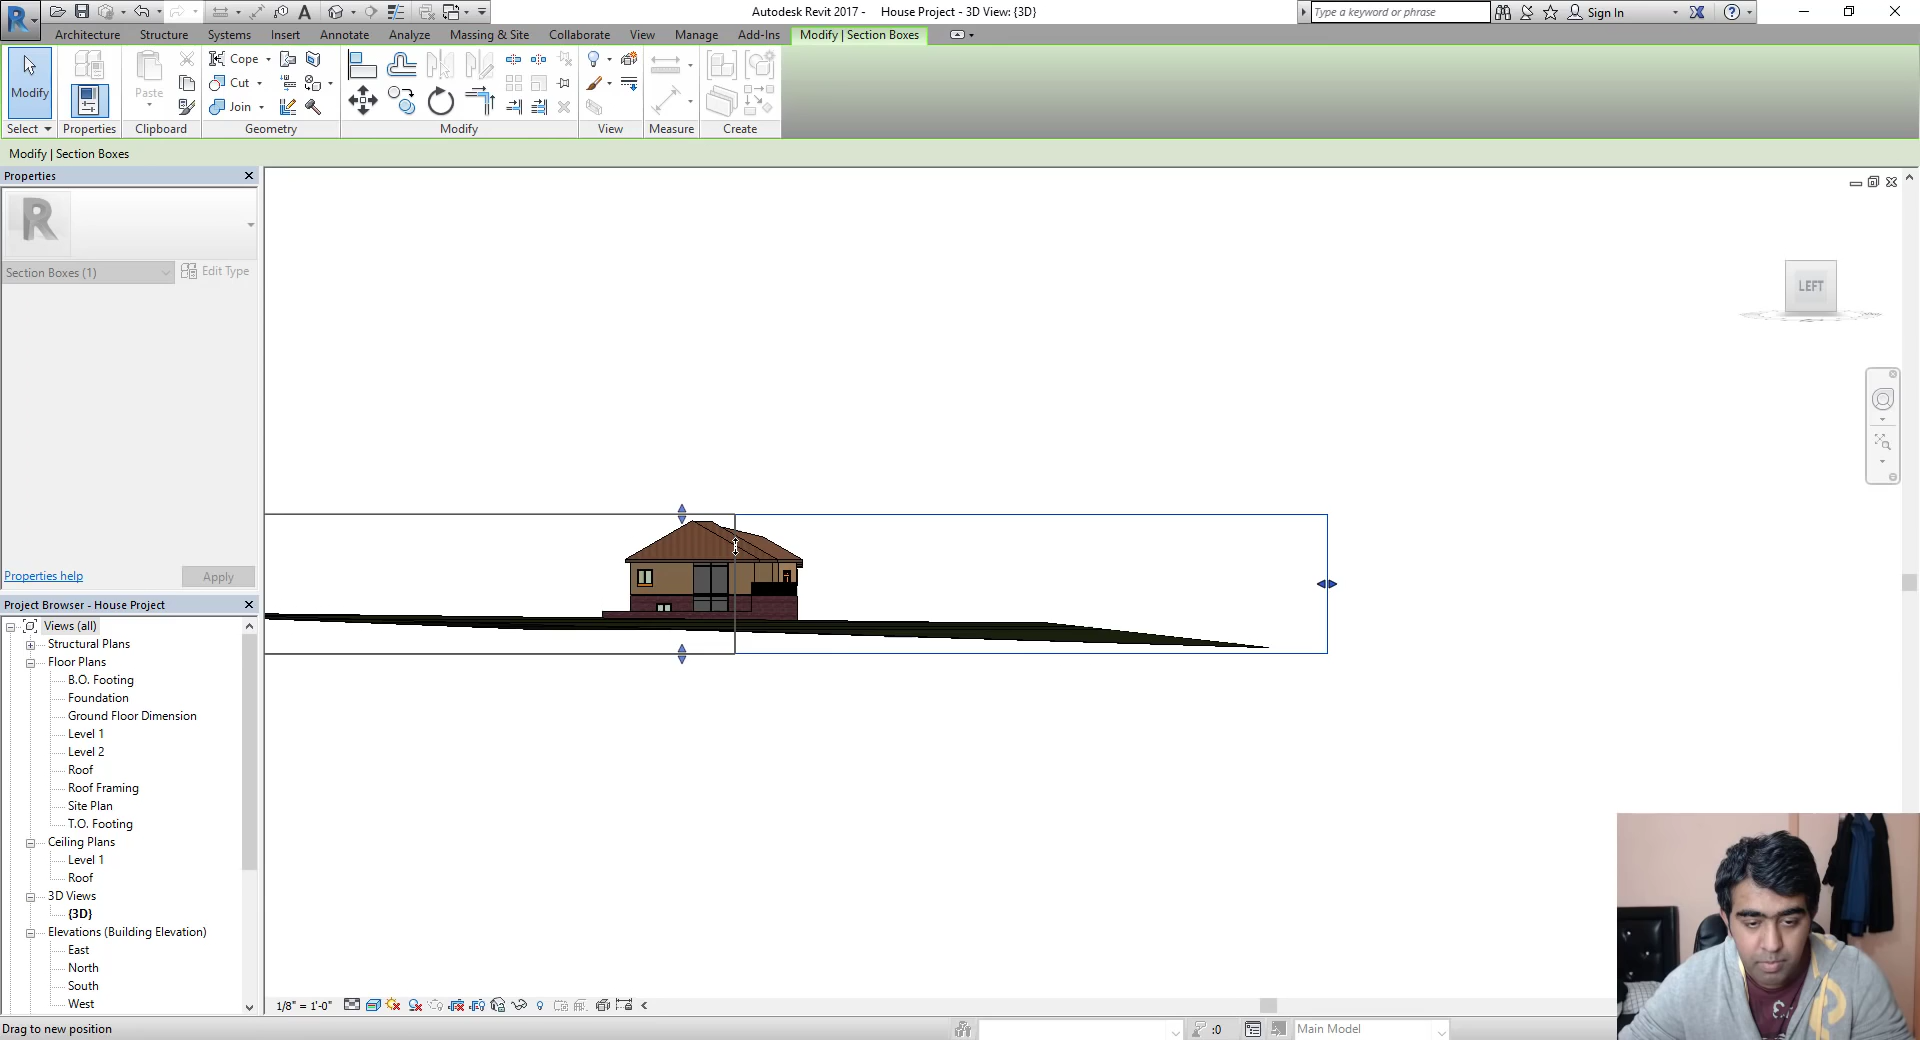 Autodesk Revit 2017 - House Project - 3D View: {3D}
Type a keyword or phrase
Sign In
Architecture Structure Systems Insert Annotate Analyze Massing & Site Collaborate View Manage Add-Ins Modify | Section Boxes
Modify
Paste
Cope
Cut
Join
Select Properties Clipboard Geometry Modify View Measure Create
Modify | Section Boxes
Properties
R
Section Boxes (1)
Edit Type
Properties help
Apply
Project Browser - House Project
Views (all)
Structural Plans
Floor Plans
B.O. Footing
Foundation
Ground Floor Dimension
Level 1
Level 2
Roof
Roof Framing
Site Plan
T.O. Footing
Ceiling Plans
Level 1
Roof
3D Views
{3D}
Elevations (Building Elevation)
East
North
South
West
LEFT
1/8" = 1'-0"
Drag to new position
:0
Main Model